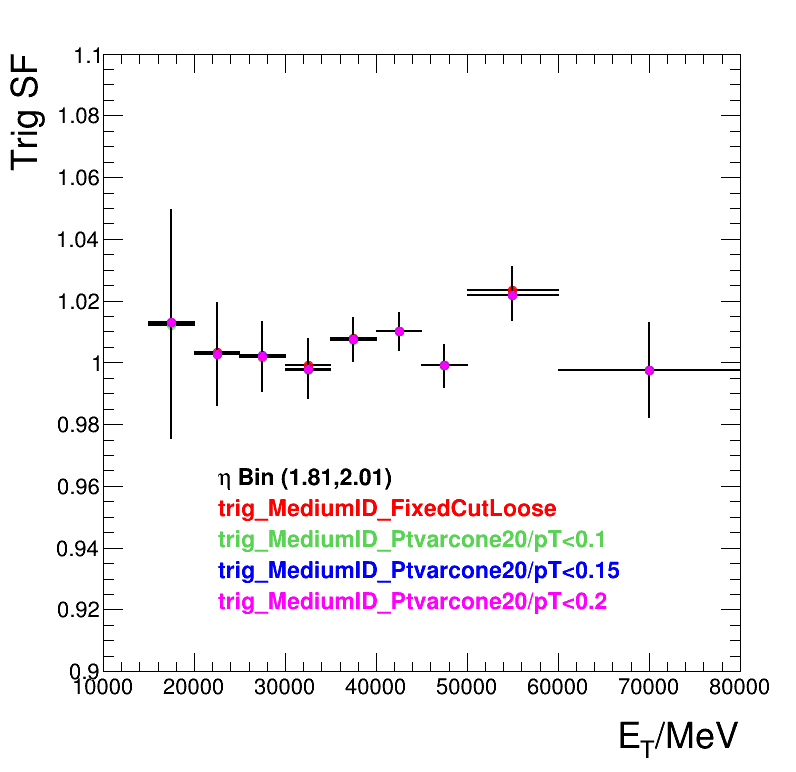 Trig SF
1.1
1.08
1.06
1.04
1.02
1
0.98
0.96
0.94
0.92
0.9
η Bin (1.81,2.01)
trig_MediumID_FixedCutLoose
trig_MediumID_Ptvarcone20/pT<0.1
trig_MediumID_Ptvarcone20/pT<0.15
trig_MediumID_Ptvarcone20/pT<0.2
10000 20000 30000 40000 50000 60000 70000 80000
E_T/MeV